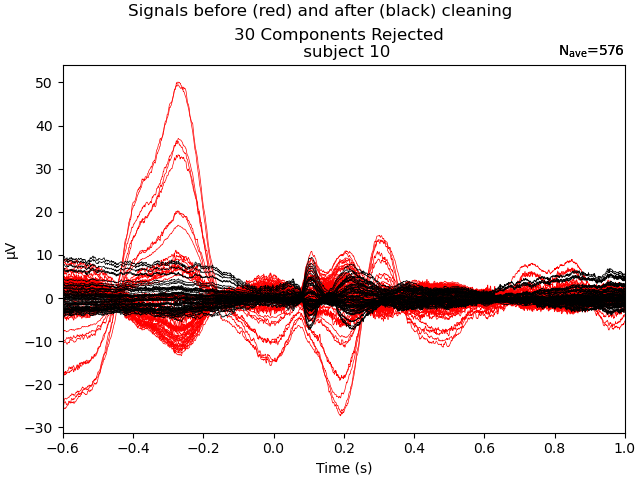 Signals before (red) and after (black) cleaning
30 Components Rejected
subject 10
Nave=576
50
40
30
20
10
0
−10
−20
−30
µV
−0.6 −0.4 −0.2 0.0 0.2 0.4 0.6 0.8 1.0
Time (s)